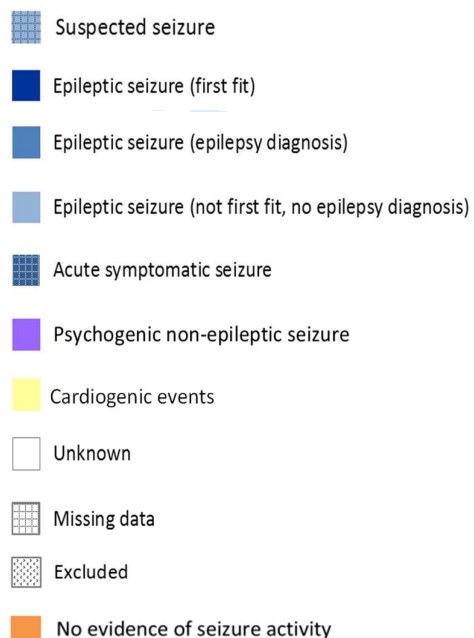 Suspected seizure
Epileptic seizure (first fit)
Epileptic seizure (epilepsy diagnosis)
Epileptic seizure (not first fit, no epilepsy diagnosis)
Acute symptomatic seizure
Psychogenic non-epileptic seizure
Cardiogenic events
Unknown
Missing data
Excluded
No evidence of seizure activity